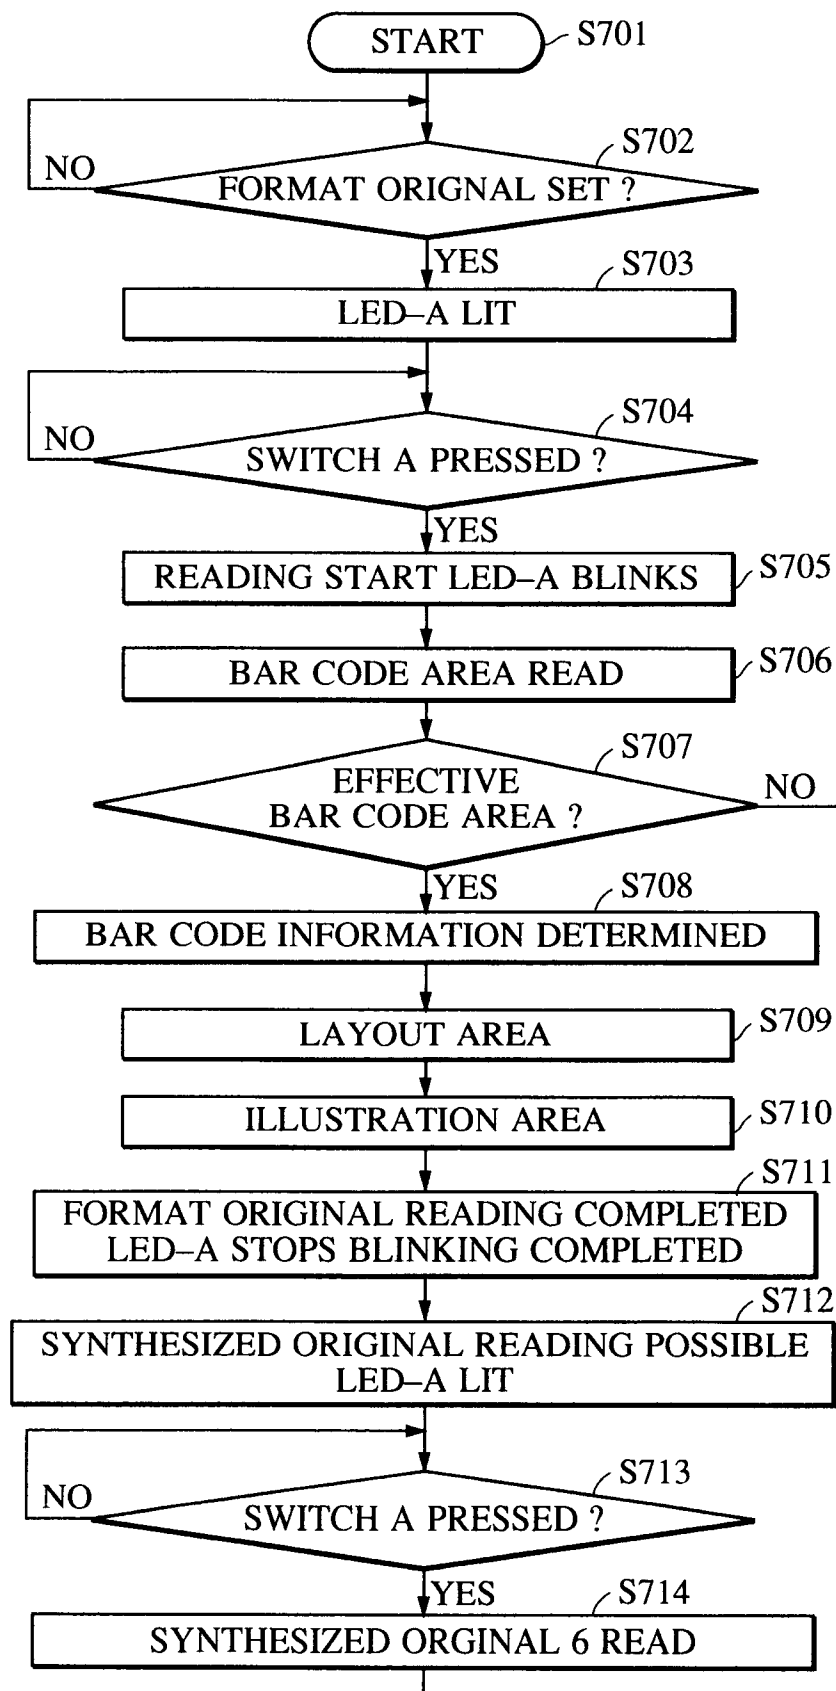 START
S701
S702
NO
FORMAT ORIGNAL SET ?
YES
S703
LED–A LIT
S704
NO
SWITCH A PRESSED ?
YES
READING START LED–A BLINKS
S705
BAR CODE AREA READ
S706
S707
EFFECTIVE
BAR CODE AREA ?
NO
YES
S708
BAR CODE INFORMATION DETERMINED
LAYOUT AREA
S709
ILLUSTRATION AREA
S710
S711
FORMAT ORIGINAL READING COMPLETED
LED–A STOPS BLINKING COMPLETED
S712
SYNTHESIZED ORIGINAL READING POSSIBLE
LED–A LIT
S713
NO
SWITCH A PRESSED ?
YES
S714
SYNTHESIZED ORGINAL 6 READ